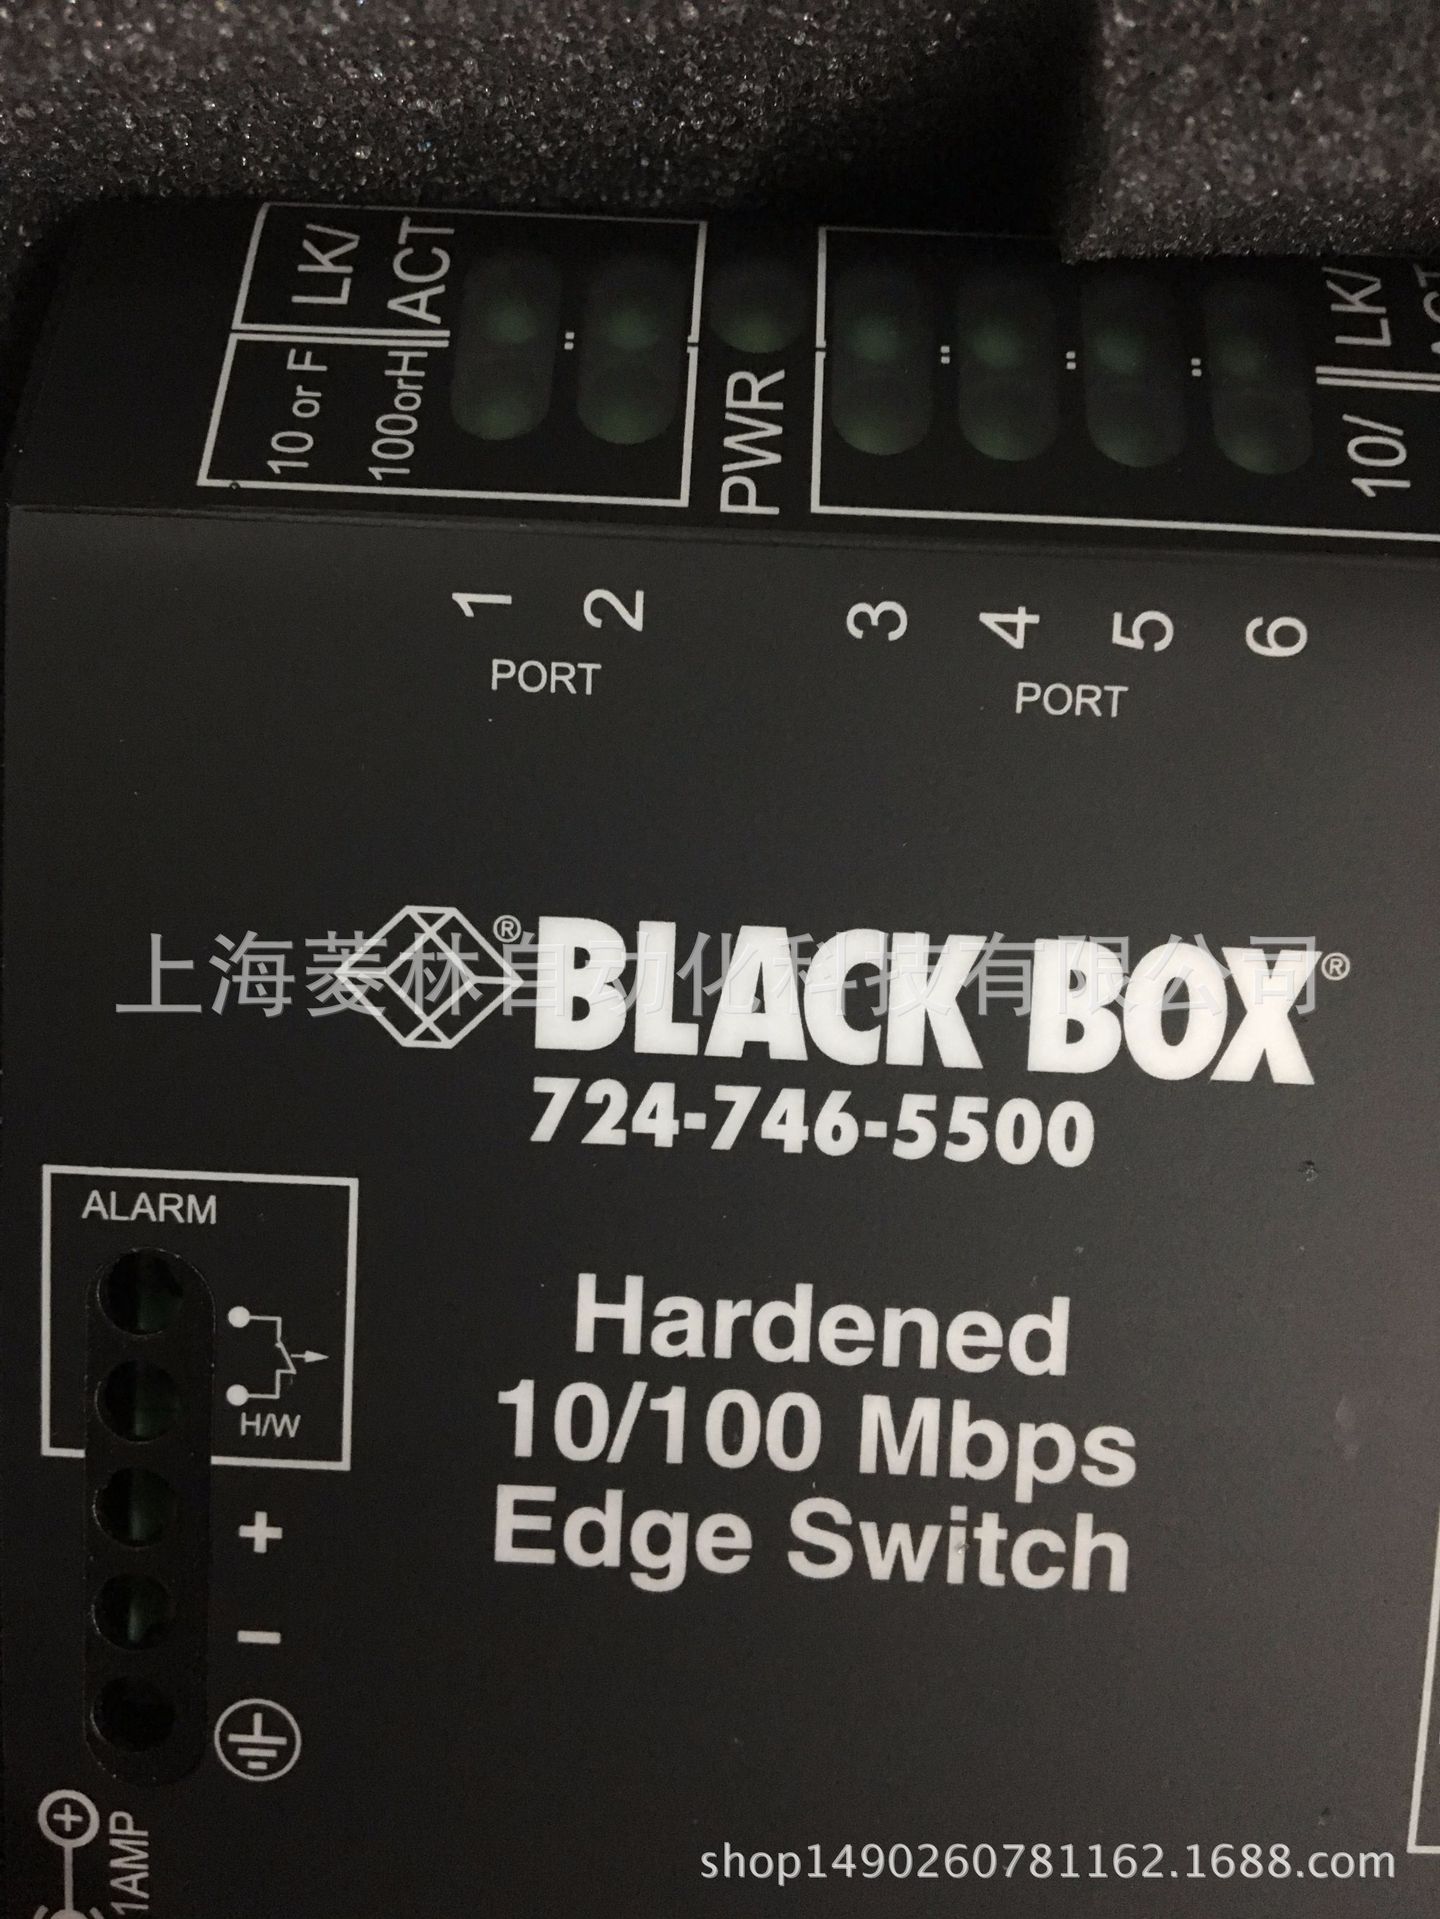 LK/
ACT
10 or F
100orH
PWR
LK/
10/
1
2
3
4
5
6
PORT
PORT
上海菱林自动化科技有限公司
® BLACK BOX®
724-746-5500
ALARM
H/W
Hardened
10/100 Mbps
Edge Switch
+
−
1AMP
shop1490260781162.1688.com